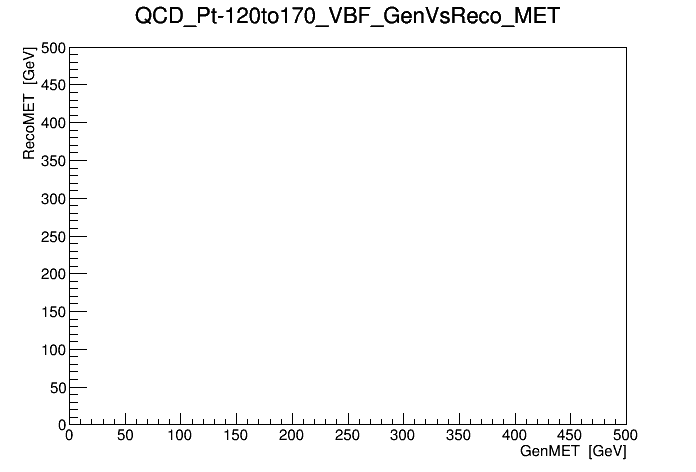 QCD_Pt-120to170_VBF_GenVsReco_MET
RecoMET [GeV]
500
450
400
350
300
250
200
150
100
50
0
0 50 100 150 200 250 300 350 400 450 500
GenMET [GeV]